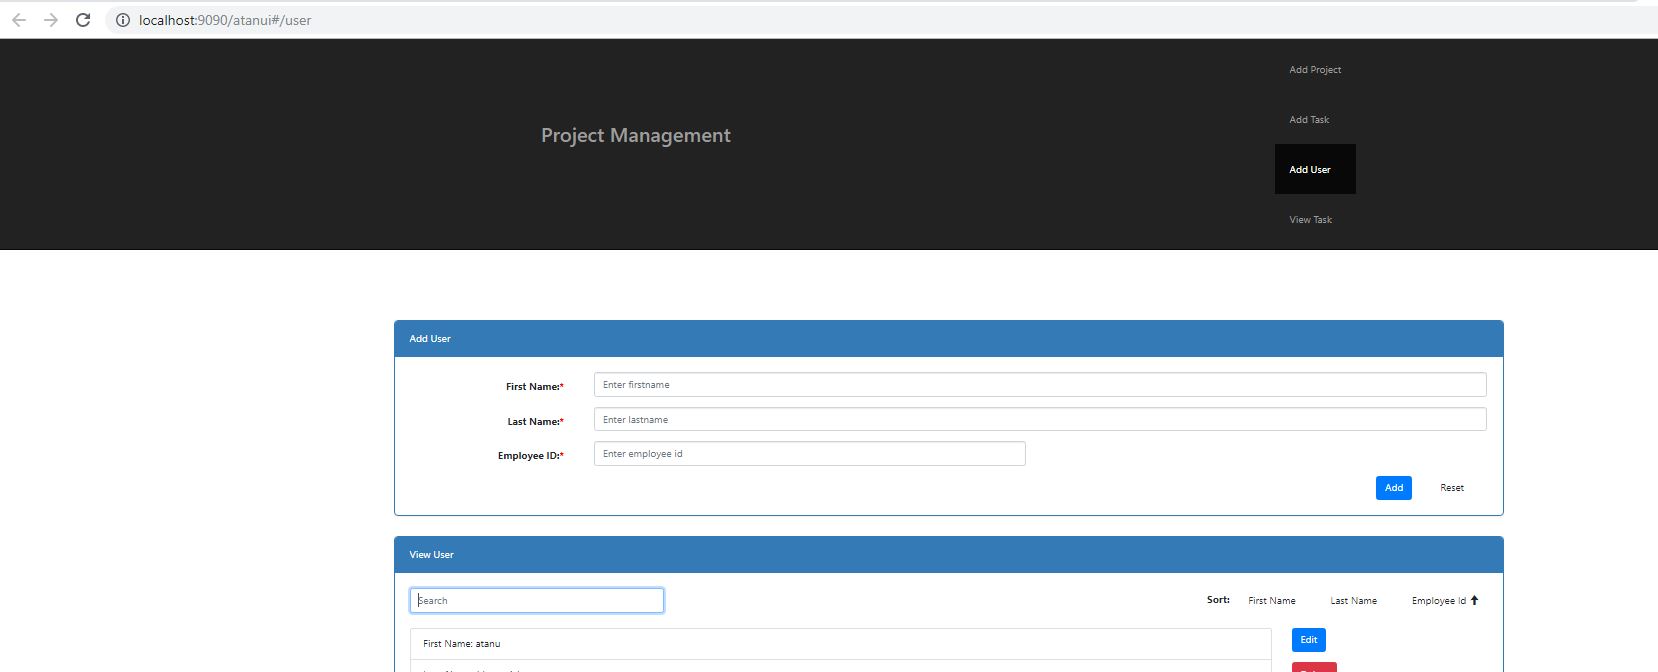 localhost:9090/atanui#/user
Add Project
Add Task
Project Management
Add User
View Task
Add User
First Name:* Enter firstname
Last Name:* Enter lastname
Employee ID:* Enter employee id
Add Reset
View User
Search Sort: First Name Last Name Employee Id
First Name: atanu Edit